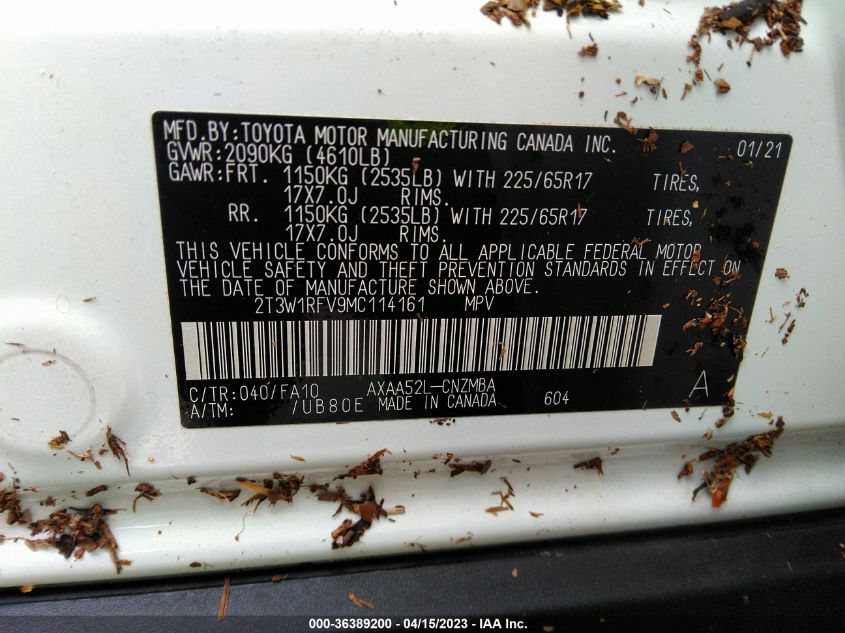 MFD.BY:TOYOTA MOTOR MANUFACTURING CANADA INC. 01/21
GVWR:2090KG (4610LB)
GAWR:FRT. 1150KG (2535LB) WITH 225/65R17 TIRES,
17X7.0J RIMS.
RR. 1150KG (2535LB) WITH 225/65R17 TIRES,
17X7.0J RIMS.
THIS VEHICLE CONFORMS TO ALL APPLICABLE FEDERAL MOTOR
VEHICLE SAFETY AND THEFT PREVENTION STANDARDS IN EFFECT ON
THE DATE OF MANUFACTURE SHOWN ABOVE.
2T3W1RFV9MC114161 MPV
C/TR:040/FA10 AXAA52L-CNZMBA A
A/TM: /UB80E MADE IN CANADA 604
000-36389200 - 04/15/2023 - IAA Inc.